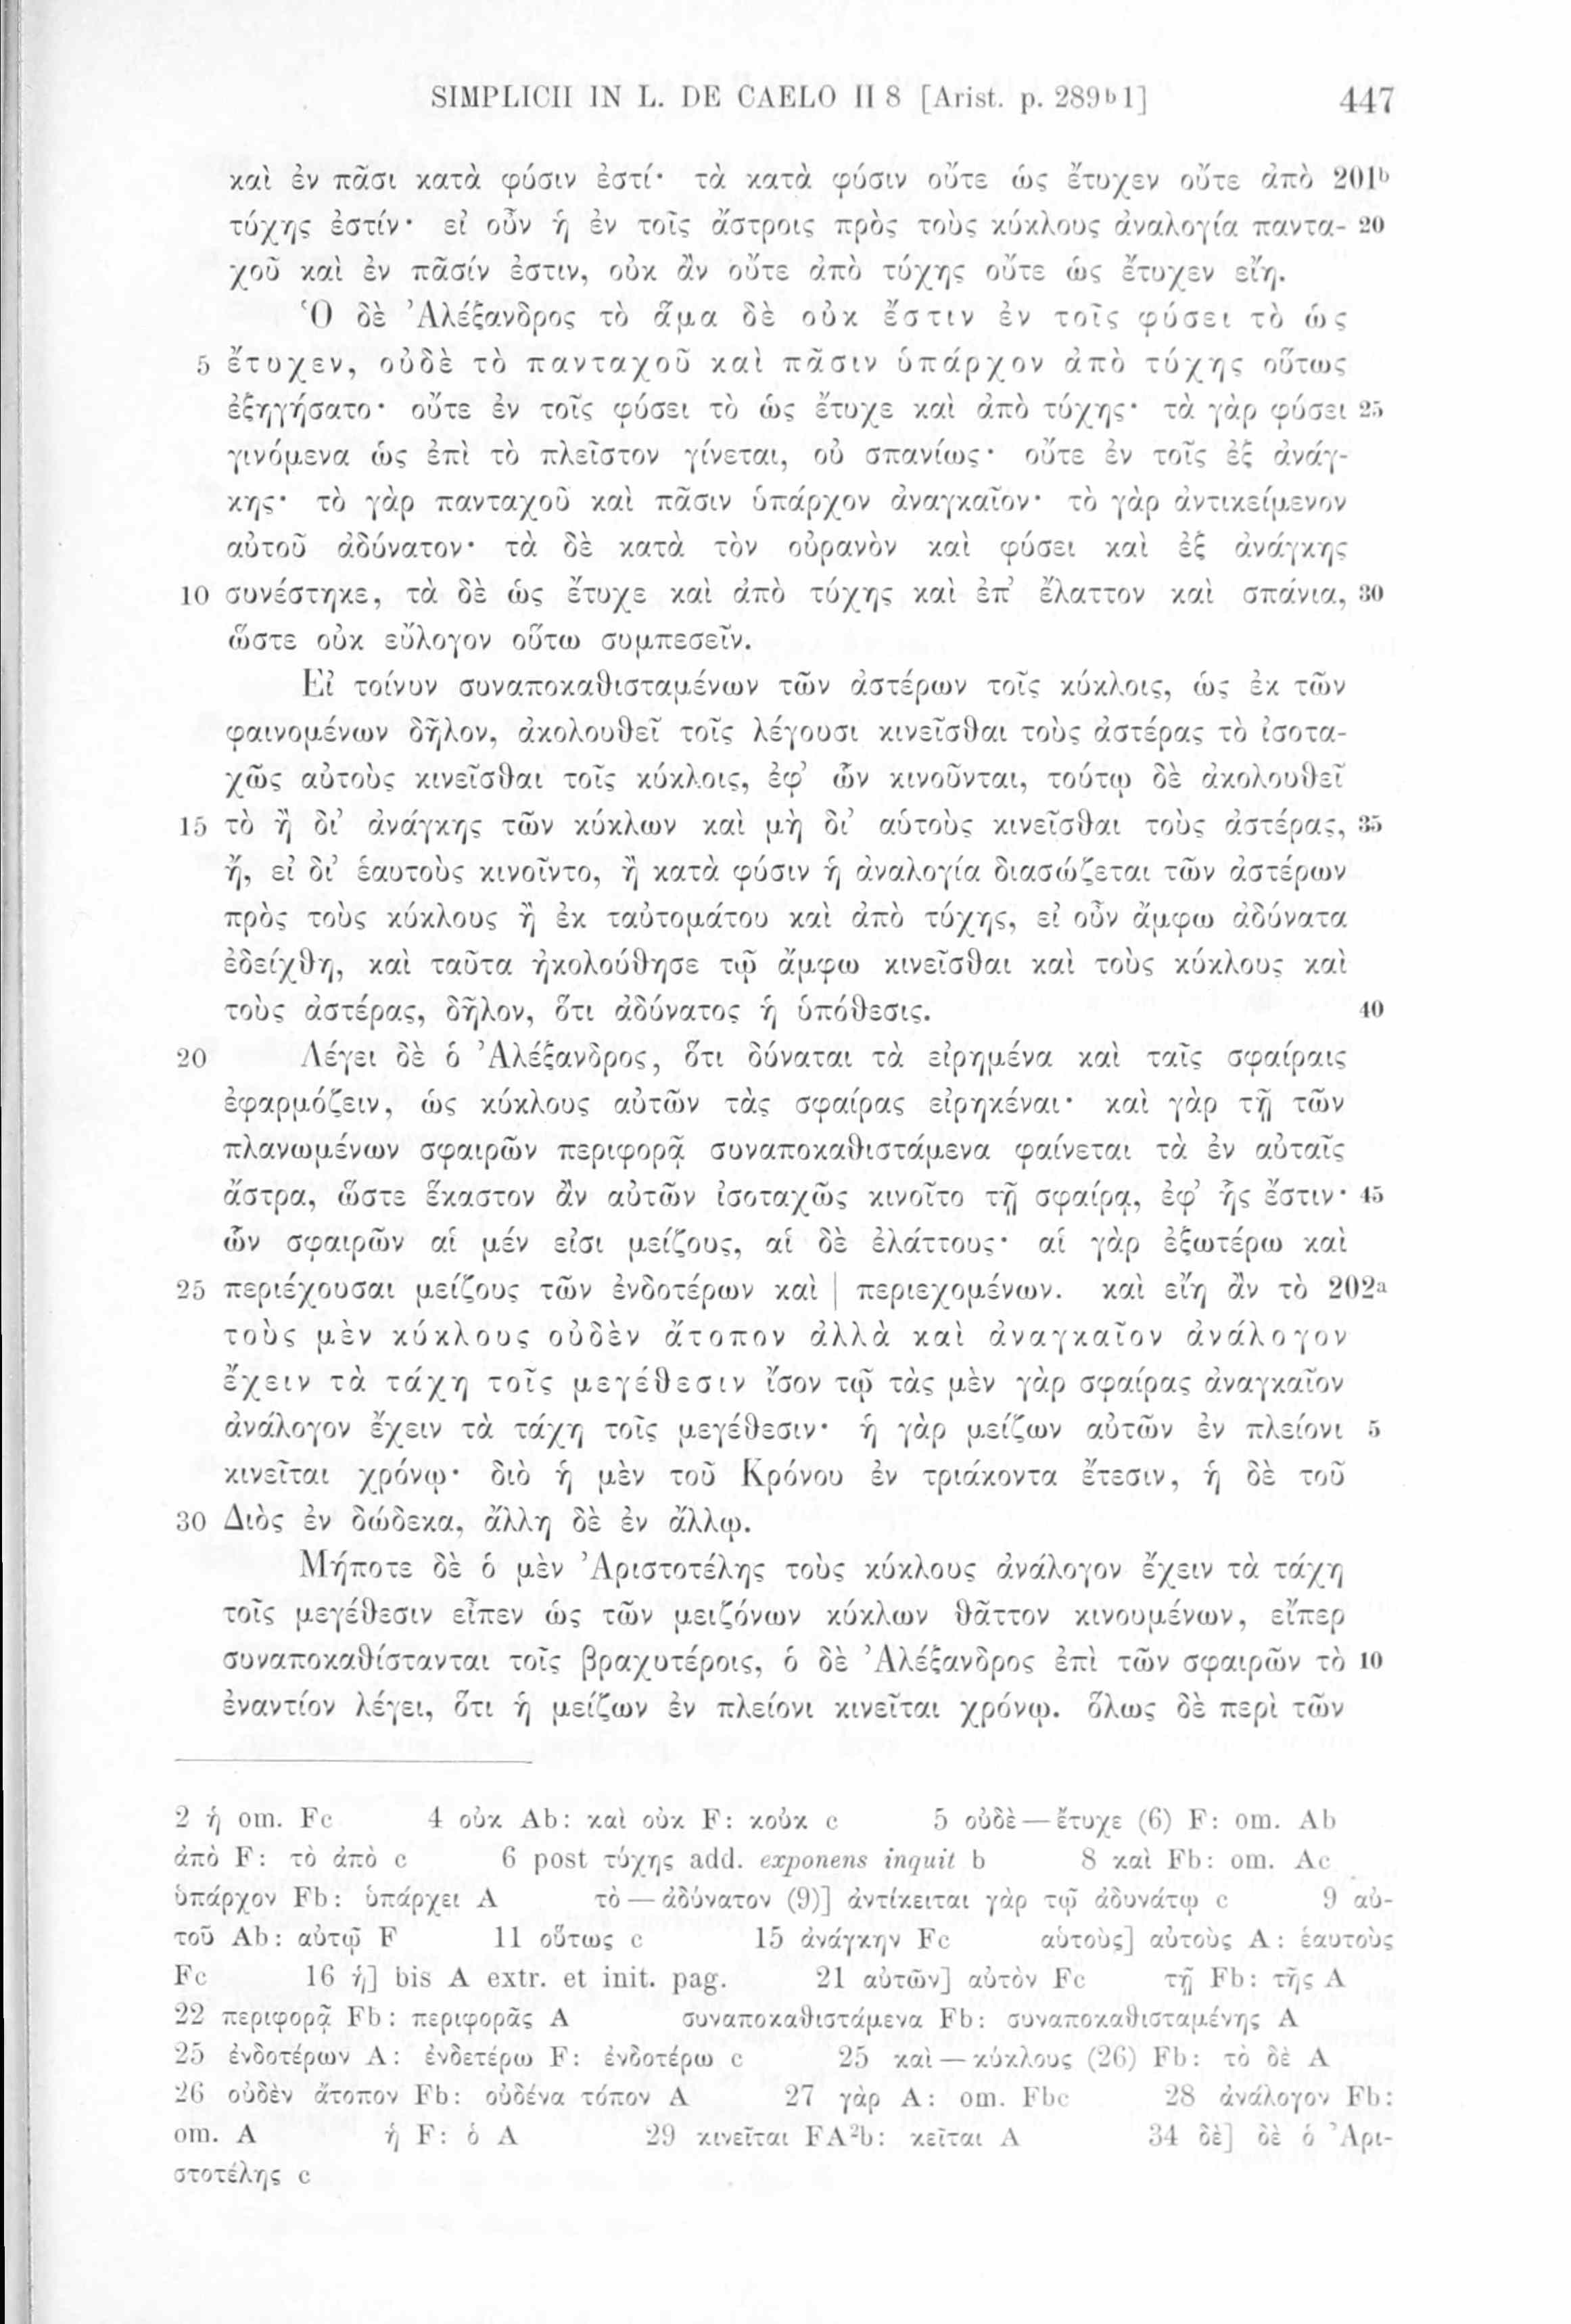 SIMPLICII IN L. DE CAELO II 8 [Arist. p. 289b1] 447
καὶ ἐν πᾶσι κατὰ φύσιν ἐστί· τὰ κατὰ φύσιν οὔτε ὡς ἔτυχεν οὔτε ἀπὸ 201b
τύχης ἐστίν· εἰ οὖν ἡ ἐν τοῖς ἄστροις πρὸς τοὺς κύκλους ἀναλογία παντα- 20
χοῦ καὶ ἐν πᾶσίν ἐστιν, οὐκ ἂν οὔτε ἀπὸ τύχης οὔτε ὡς ἔτυχεν εἴη.
Ὁ δὲ Ἀλέξανδρος τὸ ἅμα δὲ οὐκ ἔστιν ἐν τοῖς φύσει τὸ ὡς
5 ἔτυχεν, οὐδὲ τὸ πανταχοῦ καὶ πᾶσιν ὑπάρχον ἀπὸ τύχης οὕτως
ἐξηγήσατο· οὔτε ἐν τοῖς φύσει τὸ ὡς ἔτυχε καὶ ἀπὸ τύχης· τὰ γὰρ φύσει 25
γινόμενα ὡς ἐπὶ τὸ πλεῖστον γίνεται, οὐ σπανίως· οὔτε ἐν τοῖς ἐξ ἀνάγ-
κης· τὸ γὰρ πανταχοῦ καὶ πᾶσιν ὑπάρχον ἀναγκαῖον· τὸ γὰρ ἀντικείμενον
αὐτοῦ ἀδύνατον· τὰ δὲ κατὰ τὸν οὐρανὸν καὶ φύσει καὶ ἐξ ἀνάγκης
10 συνέστηκε, τὰ δὲ ὡς ἔτυχε καὶ ἀπὸ τύχης καὶ ἐπ’ ἔλαττον καὶ σπάνια, 30
ὥστε οὐκ εὔλογον οὕτω συμπεσεῖν.
Εἰ τοίνυν συναποκαθισταμένων τῶν ἀστέρων τοῖς κύκλοις, ὡς ἐκ τῶν
φαινομένων δῆλον, ἀκολουθεῖ τοῖς λέγουσι κινεῖσθαι τοὺς ἀστέρας τὸ ἰσοτα-
χῶς αὐτοὺς κινεῖσθαι τοῖς κύκλοις, ἐφ’ ὧν κινοῦνται, τούτῳ δὲ ἀκολουθεῖ
15 τὸ ἢ δι’ ἀνάγκης τῶν κύκλων καὶ μὴ δι’ αὑτοὺς κινεῖσθαι τοὺς ἀστέρας, 35
ἤ, εἰ δι’ ἑαυτοὺς κινοῖντο, ἢ κατὰ φύσιν ἡ ἀναλογία διασώζεται τῶν ἀστέρων
πρὸς τοὺς κύκλους ἢ ἐκ ταὐτομάτου καὶ ἀπὸ τύχης, εἰ οὖν ἄμφω ἀδύνατα
ἐδείχθη, καὶ ταῦτα ἠκολούθησε τῷ ἄμφω κινεῖσθαι καὶ τοὺς κύκλους καὶ
τοὺς ἀστέρας, δῆλον, ὅτι ἀδύνατος ἡ ὑπόθεσις. 40
20 Λέγει δὲ ὁ Ἀλέξανδρος, ὅτι δύναται τὰ εἰρημένα καὶ ταῖς σφαίραις
ἐφαρμόζειν, ὡς κύκλους αὐτῶν τὰς σφαίρας εἰρηκέναι· καὶ γὰρ τῇ τῶν
πλανωμένων σφαιρῶν περιφορᾷ συναποκαθιστάμενα φαίνεται τὰ ἐν αὐταῖς
ἄστρα, ὥστε ἕκαστον ἂν αὐτῶν ἰσοταχῶς κινοῖτο τῇ σφαίρᾳ, ἐφ’ ἧς ἔστιν· 45
ὧν σφαιρῶν αἱ μέν εἰσι μείζους, αἱ δὲ ἐλάττους· αἱ γὰρ ἐξωτέρω καὶ
25 περιέχουσαι μείζους τῶν ἐνδοτέρων καὶ | περιεχομένων. καὶ εἴη ἂν τὸ 202a
τοὺς μὲν κύκλους οὐδὲν ἄτοπον ἀλλὰ καὶ ἀναγκαῖον ἀνάλογον
ἔχειν τὰ τάχη τοῖς μεγέθεσιν ἴσον τῷ τὰς μὲν γὰρ σφαίρας ἀναγκαῖον
ἀνάλογον ἔχειν τὰ τάχη τοῖς μεγέθεσιν· ἡ γὰρ μείζων αὐτῶν ἐν πλείονι 5
κινεῖται χρόνῳ· διὸ ἡ μὲν τοῦ Κρόνου ἐν τριάκοντα ἔτεσιν, ἡ δὲ τοῦ
30 Διὸς ἐν δώδεκα, ἄλλη δὲ ἐν ἄλλῳ.
Μήποτε δὲ ὁ μὲν Ἀριστοτέλης τοὺς κύκλους ἀνάλογον ἔχειν τὰ τάχη
τοῖς μεγέθεσιν εἶπεν ὡς τῶν μειζόνων κύκλων θᾶττον κινουμένων, εἴπερ
συναποκαθίστανται τοῖς βραχυτέροις, ὁ δὲ Ἀλέξανδρος ἐπὶ τῶν σφαιρῶν τὸ 10
ἐναντίον λέγει, ὅτι ἡ μείζων ἐν πλείονι κινεῖται χρόνῳ. ὅλως δὲ περὶ τῶν
2 ἡ om. Fc 4 οὐκ Ab: καὶ οὐκ F: κοὐκ c 5 οὐδὲ—ἔτυχε (6) F: om. Ab
ἀπὸ F: τὸ ἀπὸ c 6 post τύχης add. exponens inquit b 8 καὶ Fb: om. Ac
ὑπάρχον Fb: ὑπάρχει A τὸ—ἀδύνατον (9)] ἀντίκειται γὰρ τῷ ἀδυνάτῳ c 9 αὐ-
τοῦ Ab: αὐτῷ F 11 οὕτως c 15 ἀνάγκην Fc αὑτοὺς] αὐτοὺς A: ἑαυτοὺς
Fc 16 ἡ] bis A extr. et init. pag. 21 αὐτῶν] αὐτὸν Fc τῇ Fb: τῆς A
22 περιφορᾷ Fb: περιφορᾶς A συναποκαθιστάμενα Fb: συναποκαθισταμένης A
25 ἐνδοτέρων A: ἐνδετέρω F: ἐνδοτέρω c 25 καὶ—κύκλους (26) Fb: τὸ δὲ A
26 οὐδὲν ἄτοπον Fb: οὐδένα τόπον A 27 γὰρ A: om. Fbc 28 ἀνάλογον Fb:
om. A ἡ F: ὁ A 29 κινεῖται FA²b: κεῖται A 34 δὲ] δὲ ὁ Ἀρι-
στοτέλης c